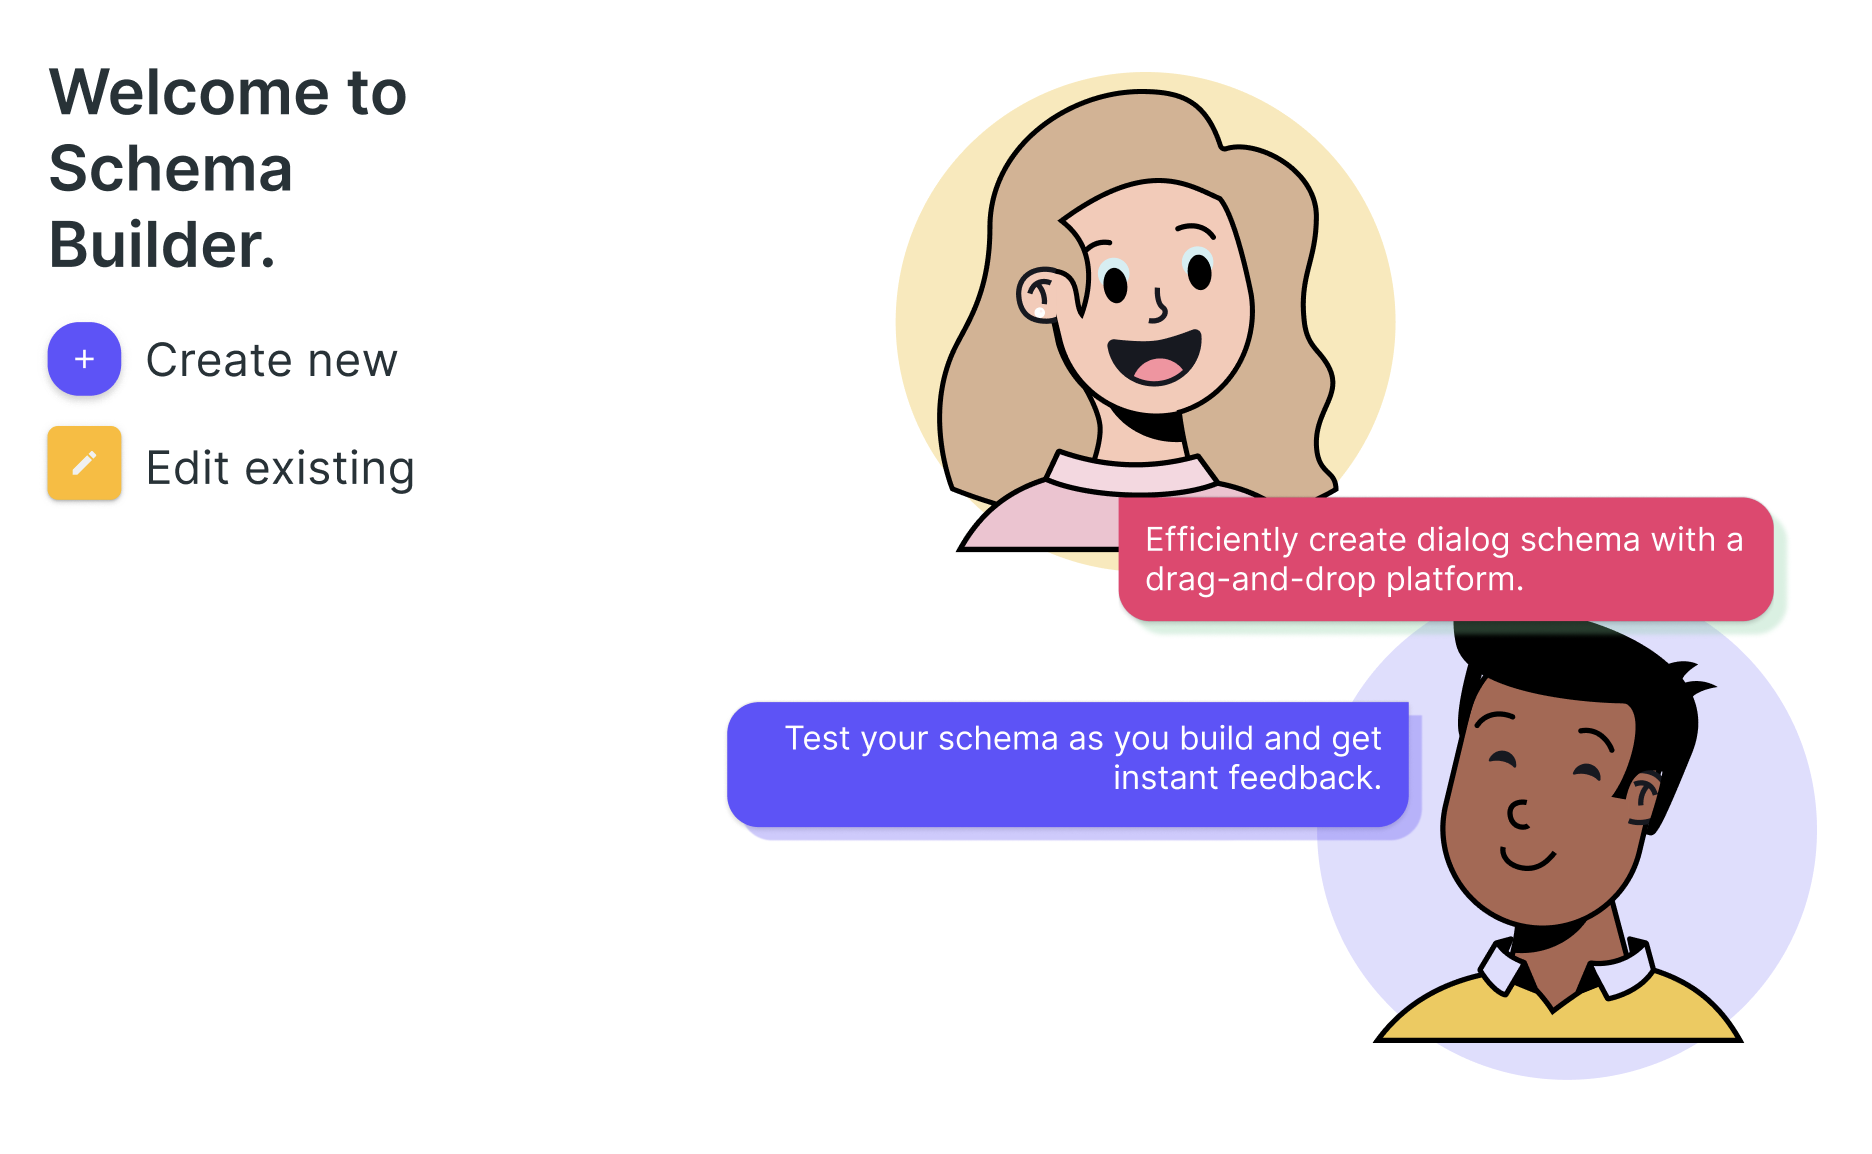 Welcome to
Schema
Builder.
Create new
Edit existing
Efficiently create dialog schema with a
drag-and-drop platform.
Test your schema as you build and get
instant feedback.